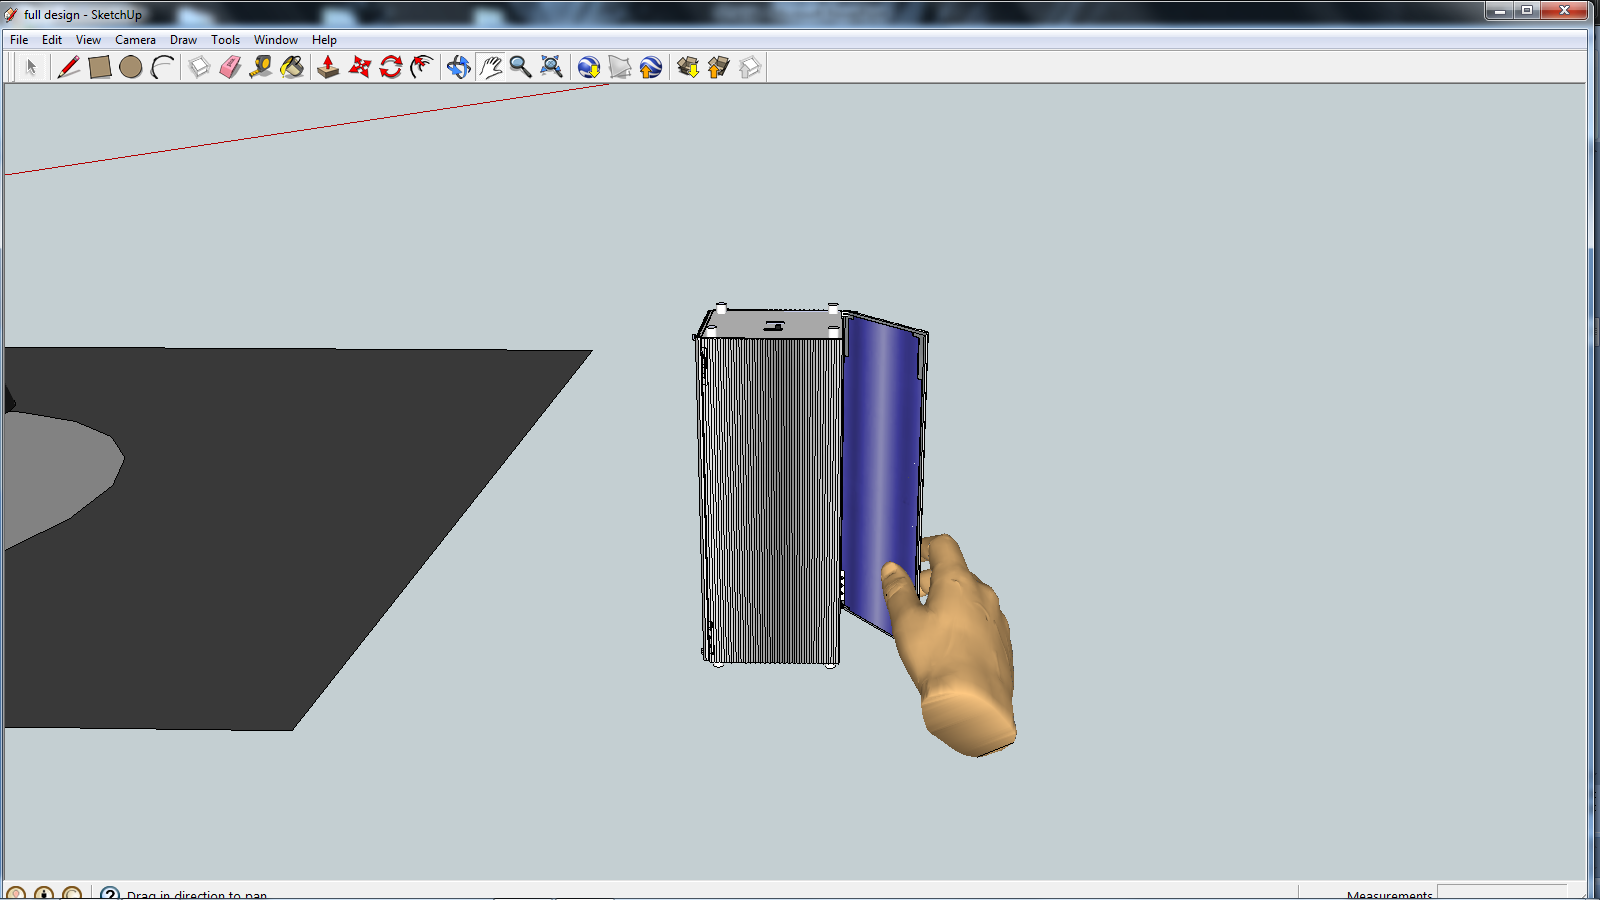 full design - SketchUp
File Edit View Camera Draw Tools Window Help
Drag in direction to pan
Measurements